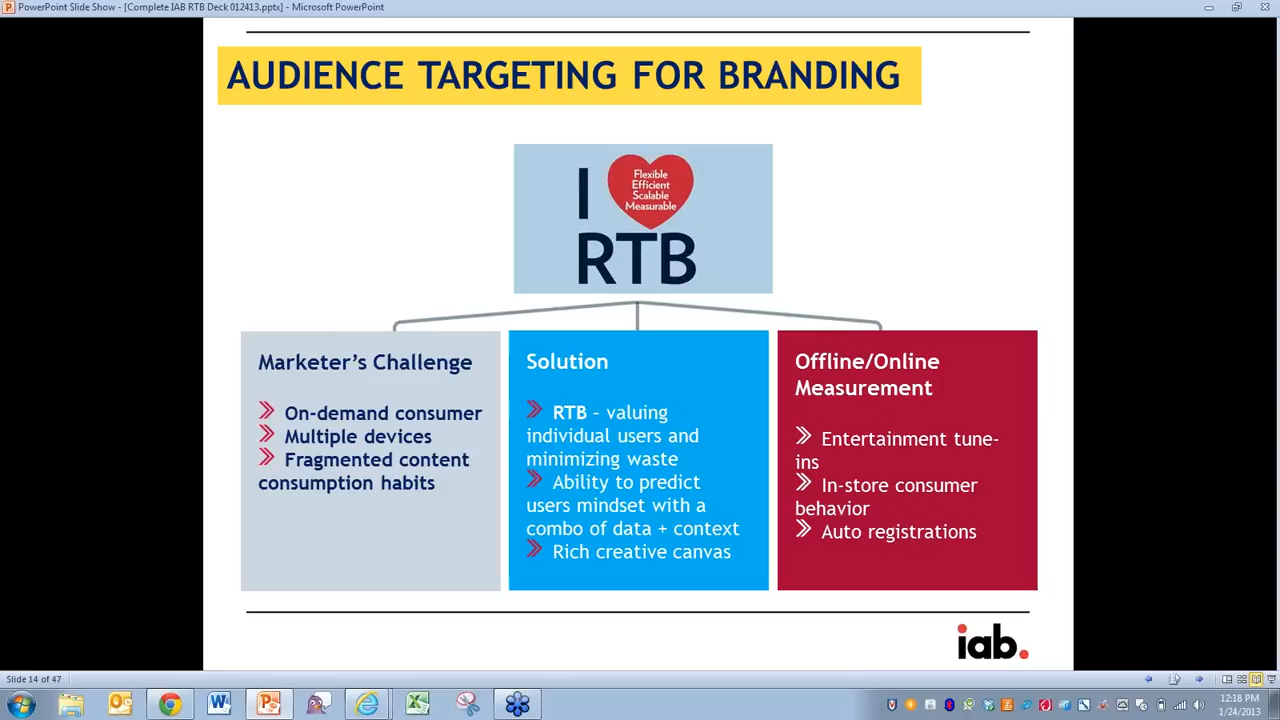 PowerPoint Slide Show - [Complete IAB RTB Deck 012413.pptx] - Microsoft PowerPoint
AUDIENCE TARGETING FOR BRANDING
I
Flexible
Efficient
Scalable
Measurable
RTB
Marketer's Challenge
On-demand consumer
Multiple devices
Fragmented content
consumption habits
Solution
RTB – valuing
individual users and
minimizing waste
Ability to predict
users mindset with a
combo of data + context
Rich creative canvas
Offline/Online
Measurement
Entertainment tune-
ins
In-store consumer
behavior
Auto registrations
iab.
Slide 14 of 47
12:18 PM
1/24/2013